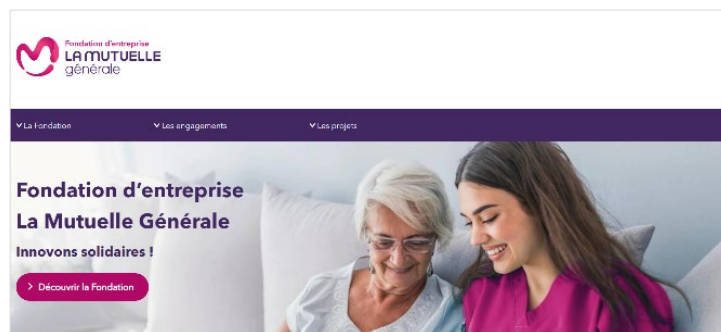 Fondation d'entreprise
LA MUTUELLE
générale
La Fondation
Les engagements
Les projets
Fondation d'entreprise
La Mutuelle Générale
Innovons solidaires !
Découvrir la Fondation